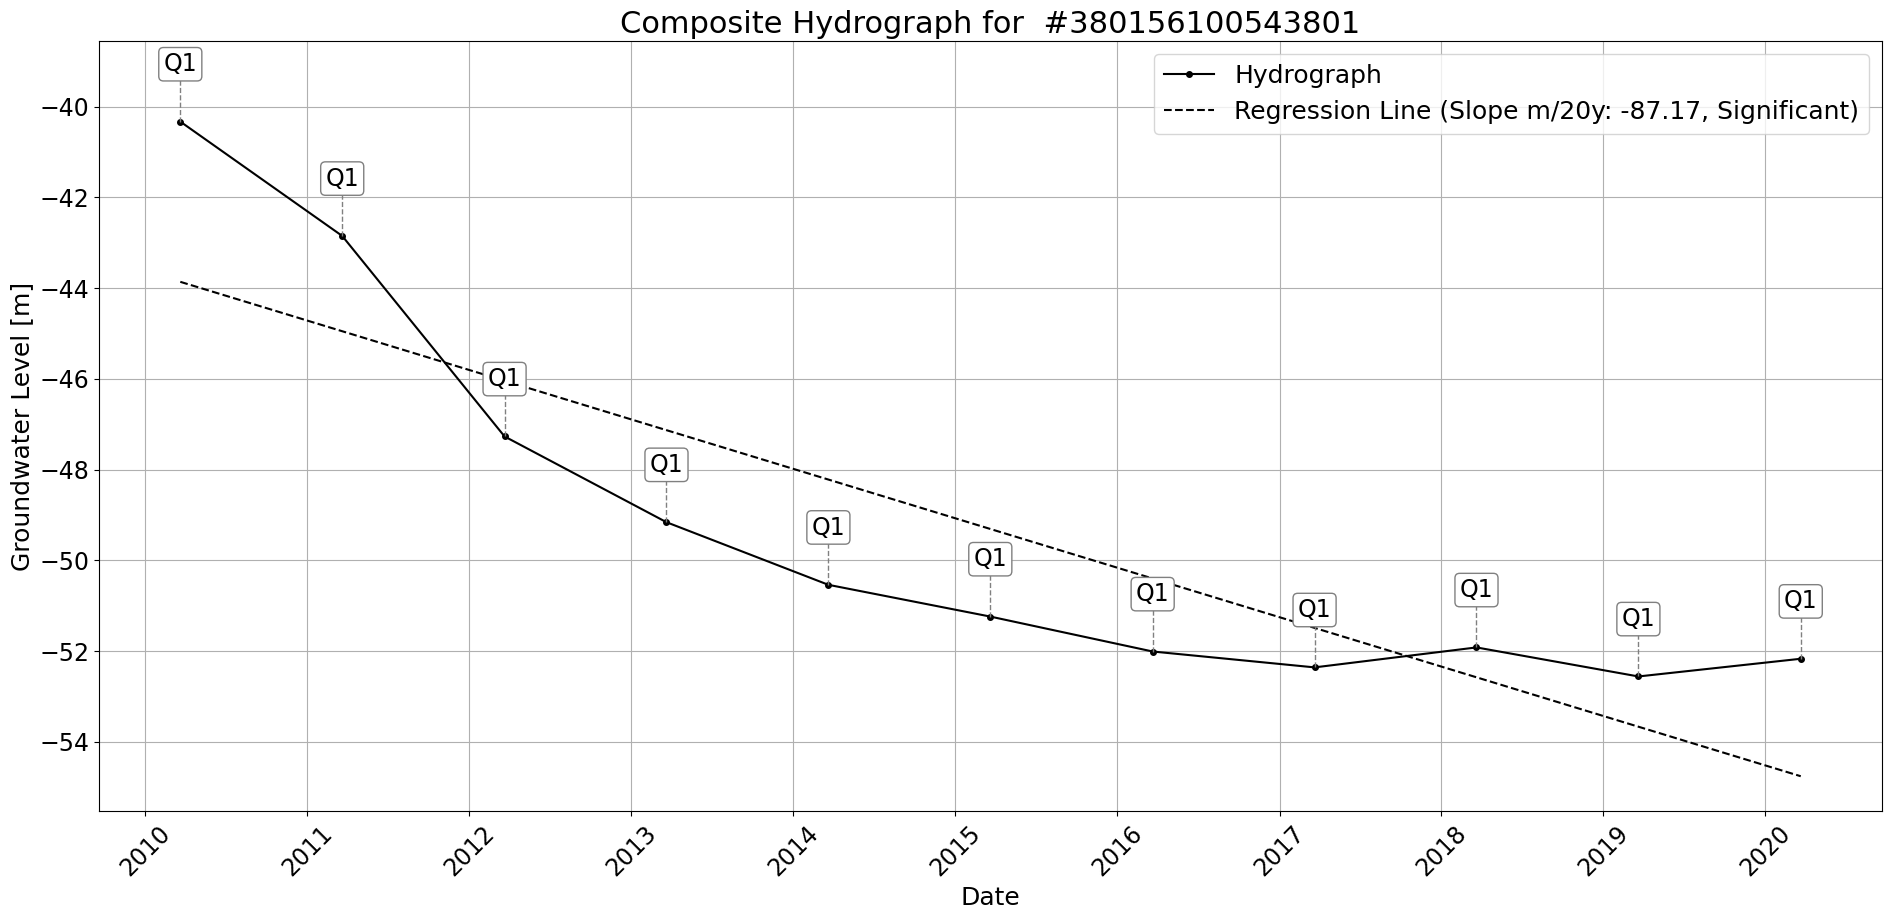 Composite Hydrograph for  #380156100543801
Hydrograph
Regression Line (Slope m/20y: -87.17, Significant)
Q1
Q1
Q1
Q1
Q1
Q1
Q1
Q1
Q1
Q1
Q1
Groundwater Level [m]
−40
−42
−44
−46
−48
−50
−52
−54
2010
2011
2012
2013
2014
2015
2016
2017
2018
2019
2020
Date